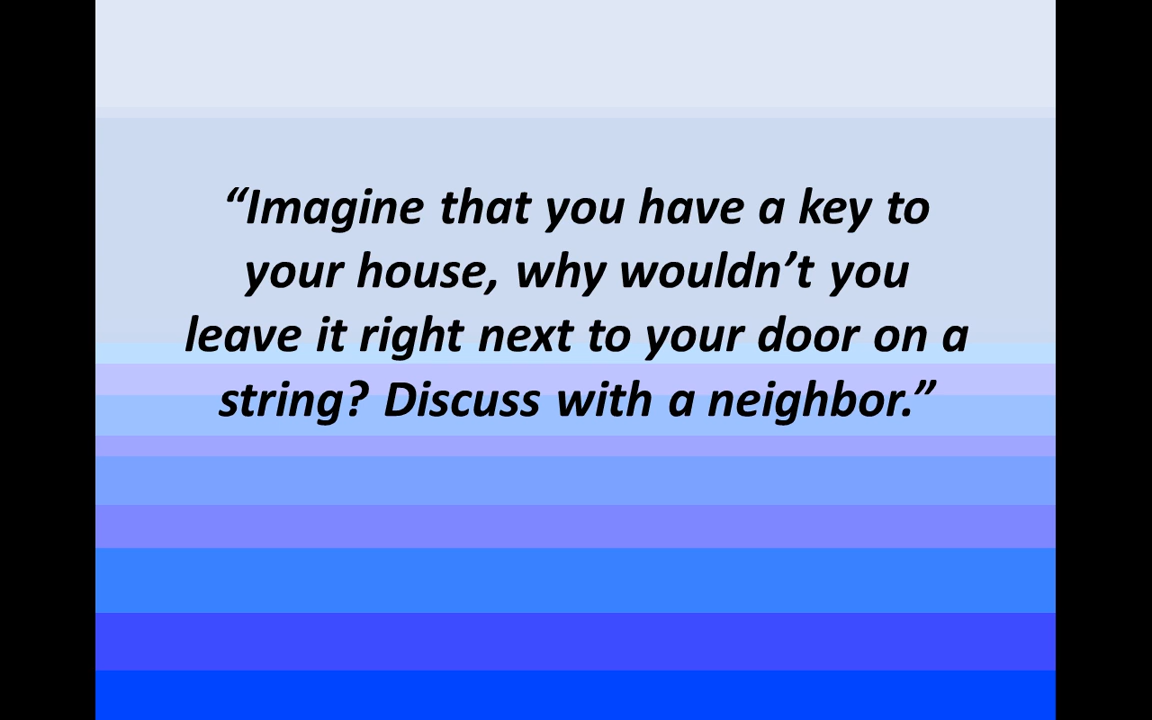 “Imagine that you have a key to
your house, why wouldn’t you
leave it right next to your door on a
string? Discuss with a neighbor.”